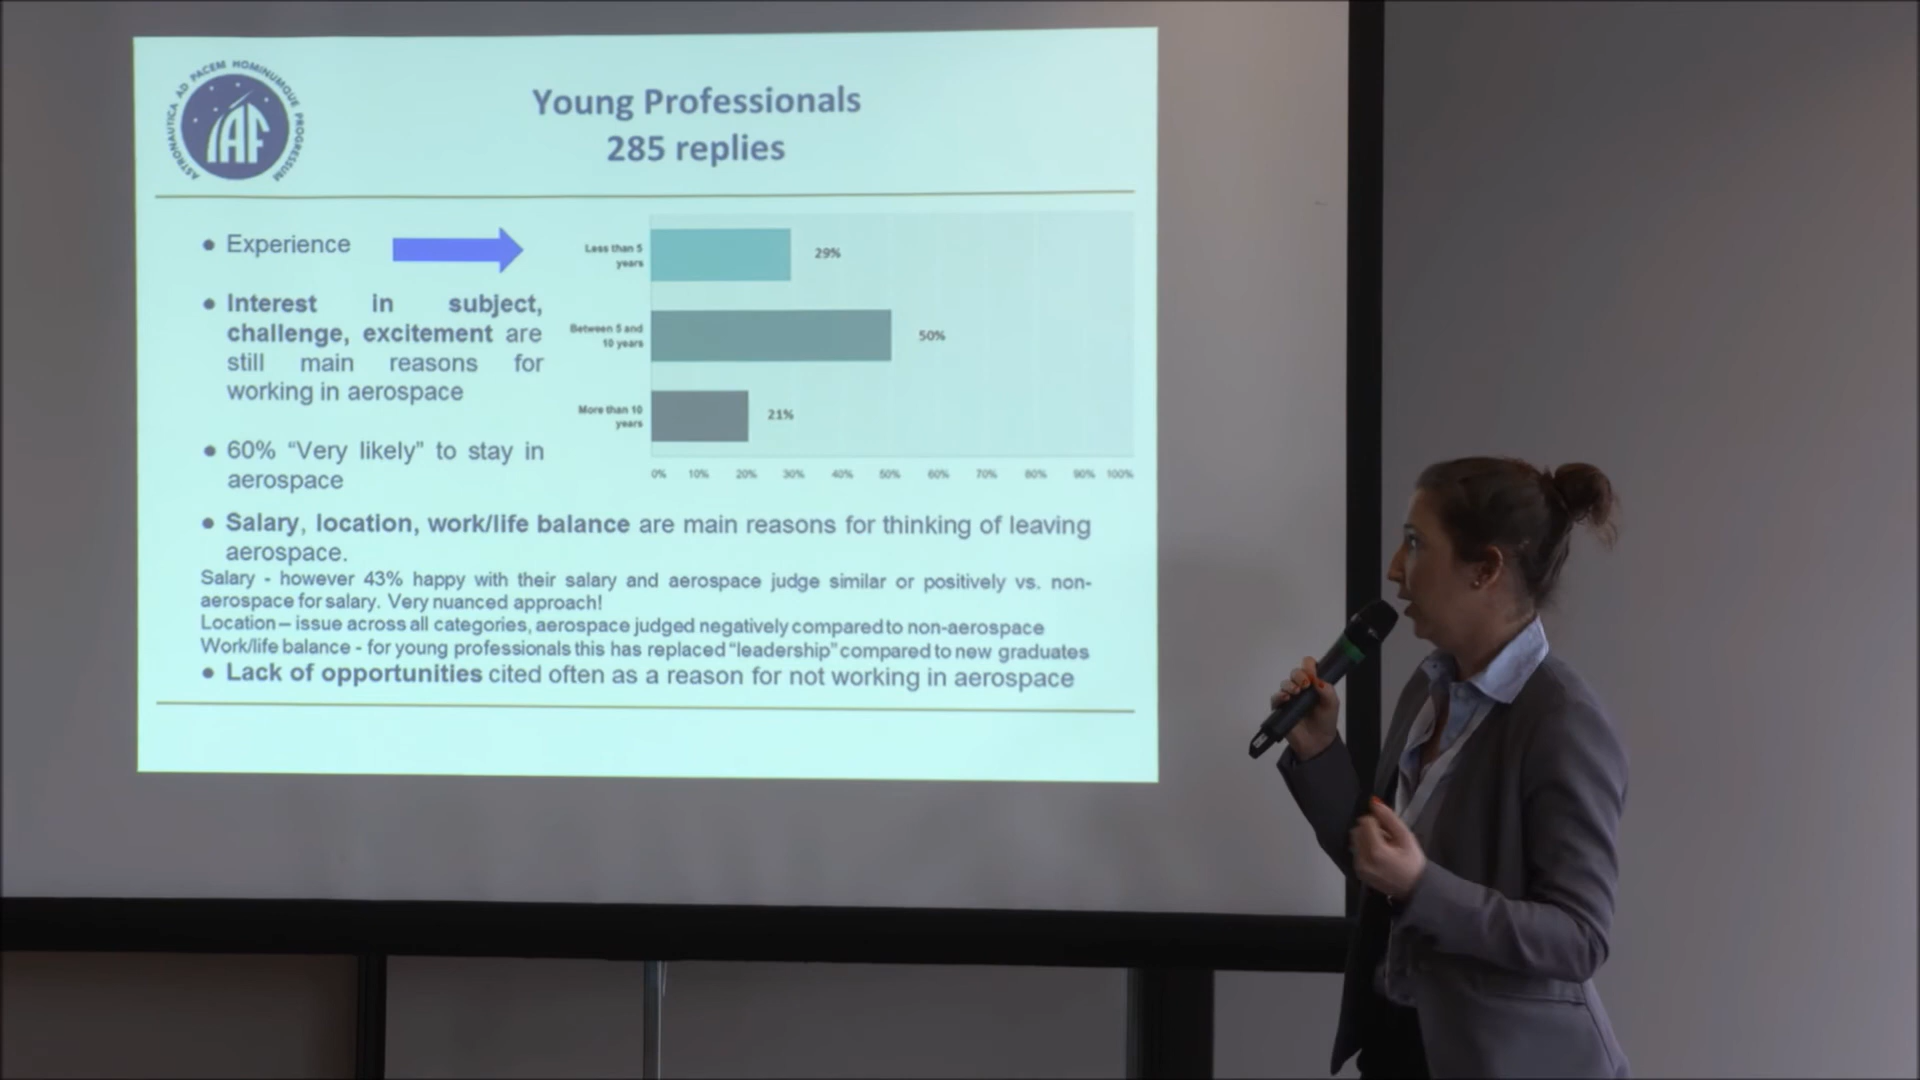 ASTRONAUTICA AD PACEM HOMINUMQUE PROGRESSUM
IAF
Young Professionals
285 replies
● Experience
● Interest in subject,
challenge, excitement are
still main reasons for
working in aerospace
● 60% “Very likely” to stay in
aerospace
Less than 5
years
29%
Between 5 and
10 years
50%
More than 10
years
21%
0% 10% 20% 30% 40% 50% 60% 70% 80% 90% 100%
● Salary, location, work/life balance are main reasons for thinking of leaving
aerospace.
Salary - however 43% happy with their salary and aerospace judge similar or positively vs. non-
aerospace for salary. Very nuanced approach!
Location – issue across all categories, aerospace judged negatively compared to non-aerospace
Work/life balance - for young professionals this has replaced “leadership” compared to new graduates
● Lack of opportunities cited often as a reason for not working in aerospace